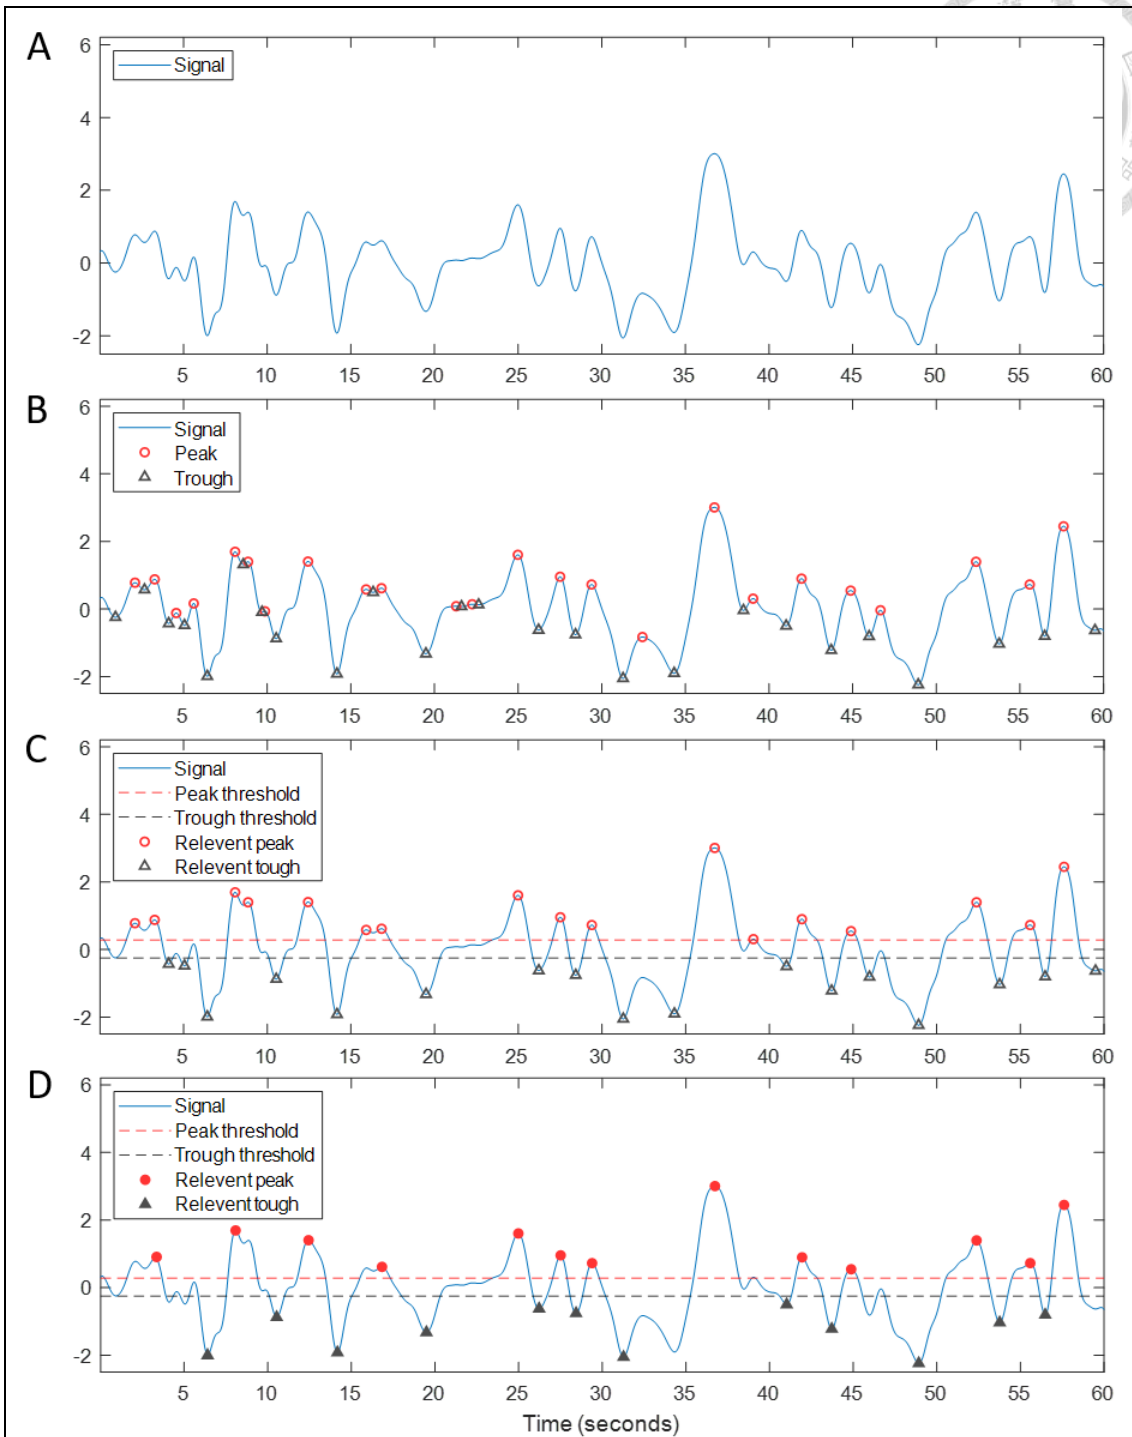 A
6
4
2
0
-2
Signal
5 10 15 20 25 30 35 40 45 50 55 60
B
6
4
2
0
-2
Signal
Peak
Trough
5 10 15 20 25 30 35 40 45 50 55 60
C
6
4
2
0
-2
Signal
Peak threshold
Trough threshold
Relevent peak
Relevent tough
5 10 15 20 25 30 35 40 45 50 55 60
D
6
4
2
0
-2
Signal
Peak threshold
Trough threshold
Relevent peak
Relevent tough
5 10 15 20 25 30 35 40 45 50 55 60
Time (seconds)